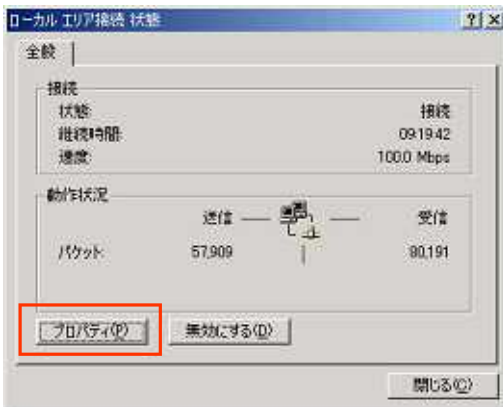 ローカル エリア接続 状態
全般
接続
状態: 接続
継続時間: 09:19:42
速度: 100.0 Mbps
動作状況
送信 — — 受信
パケット: 57,909 80,191
プロパティ(P) 無効にする(D)
閉じる(C)